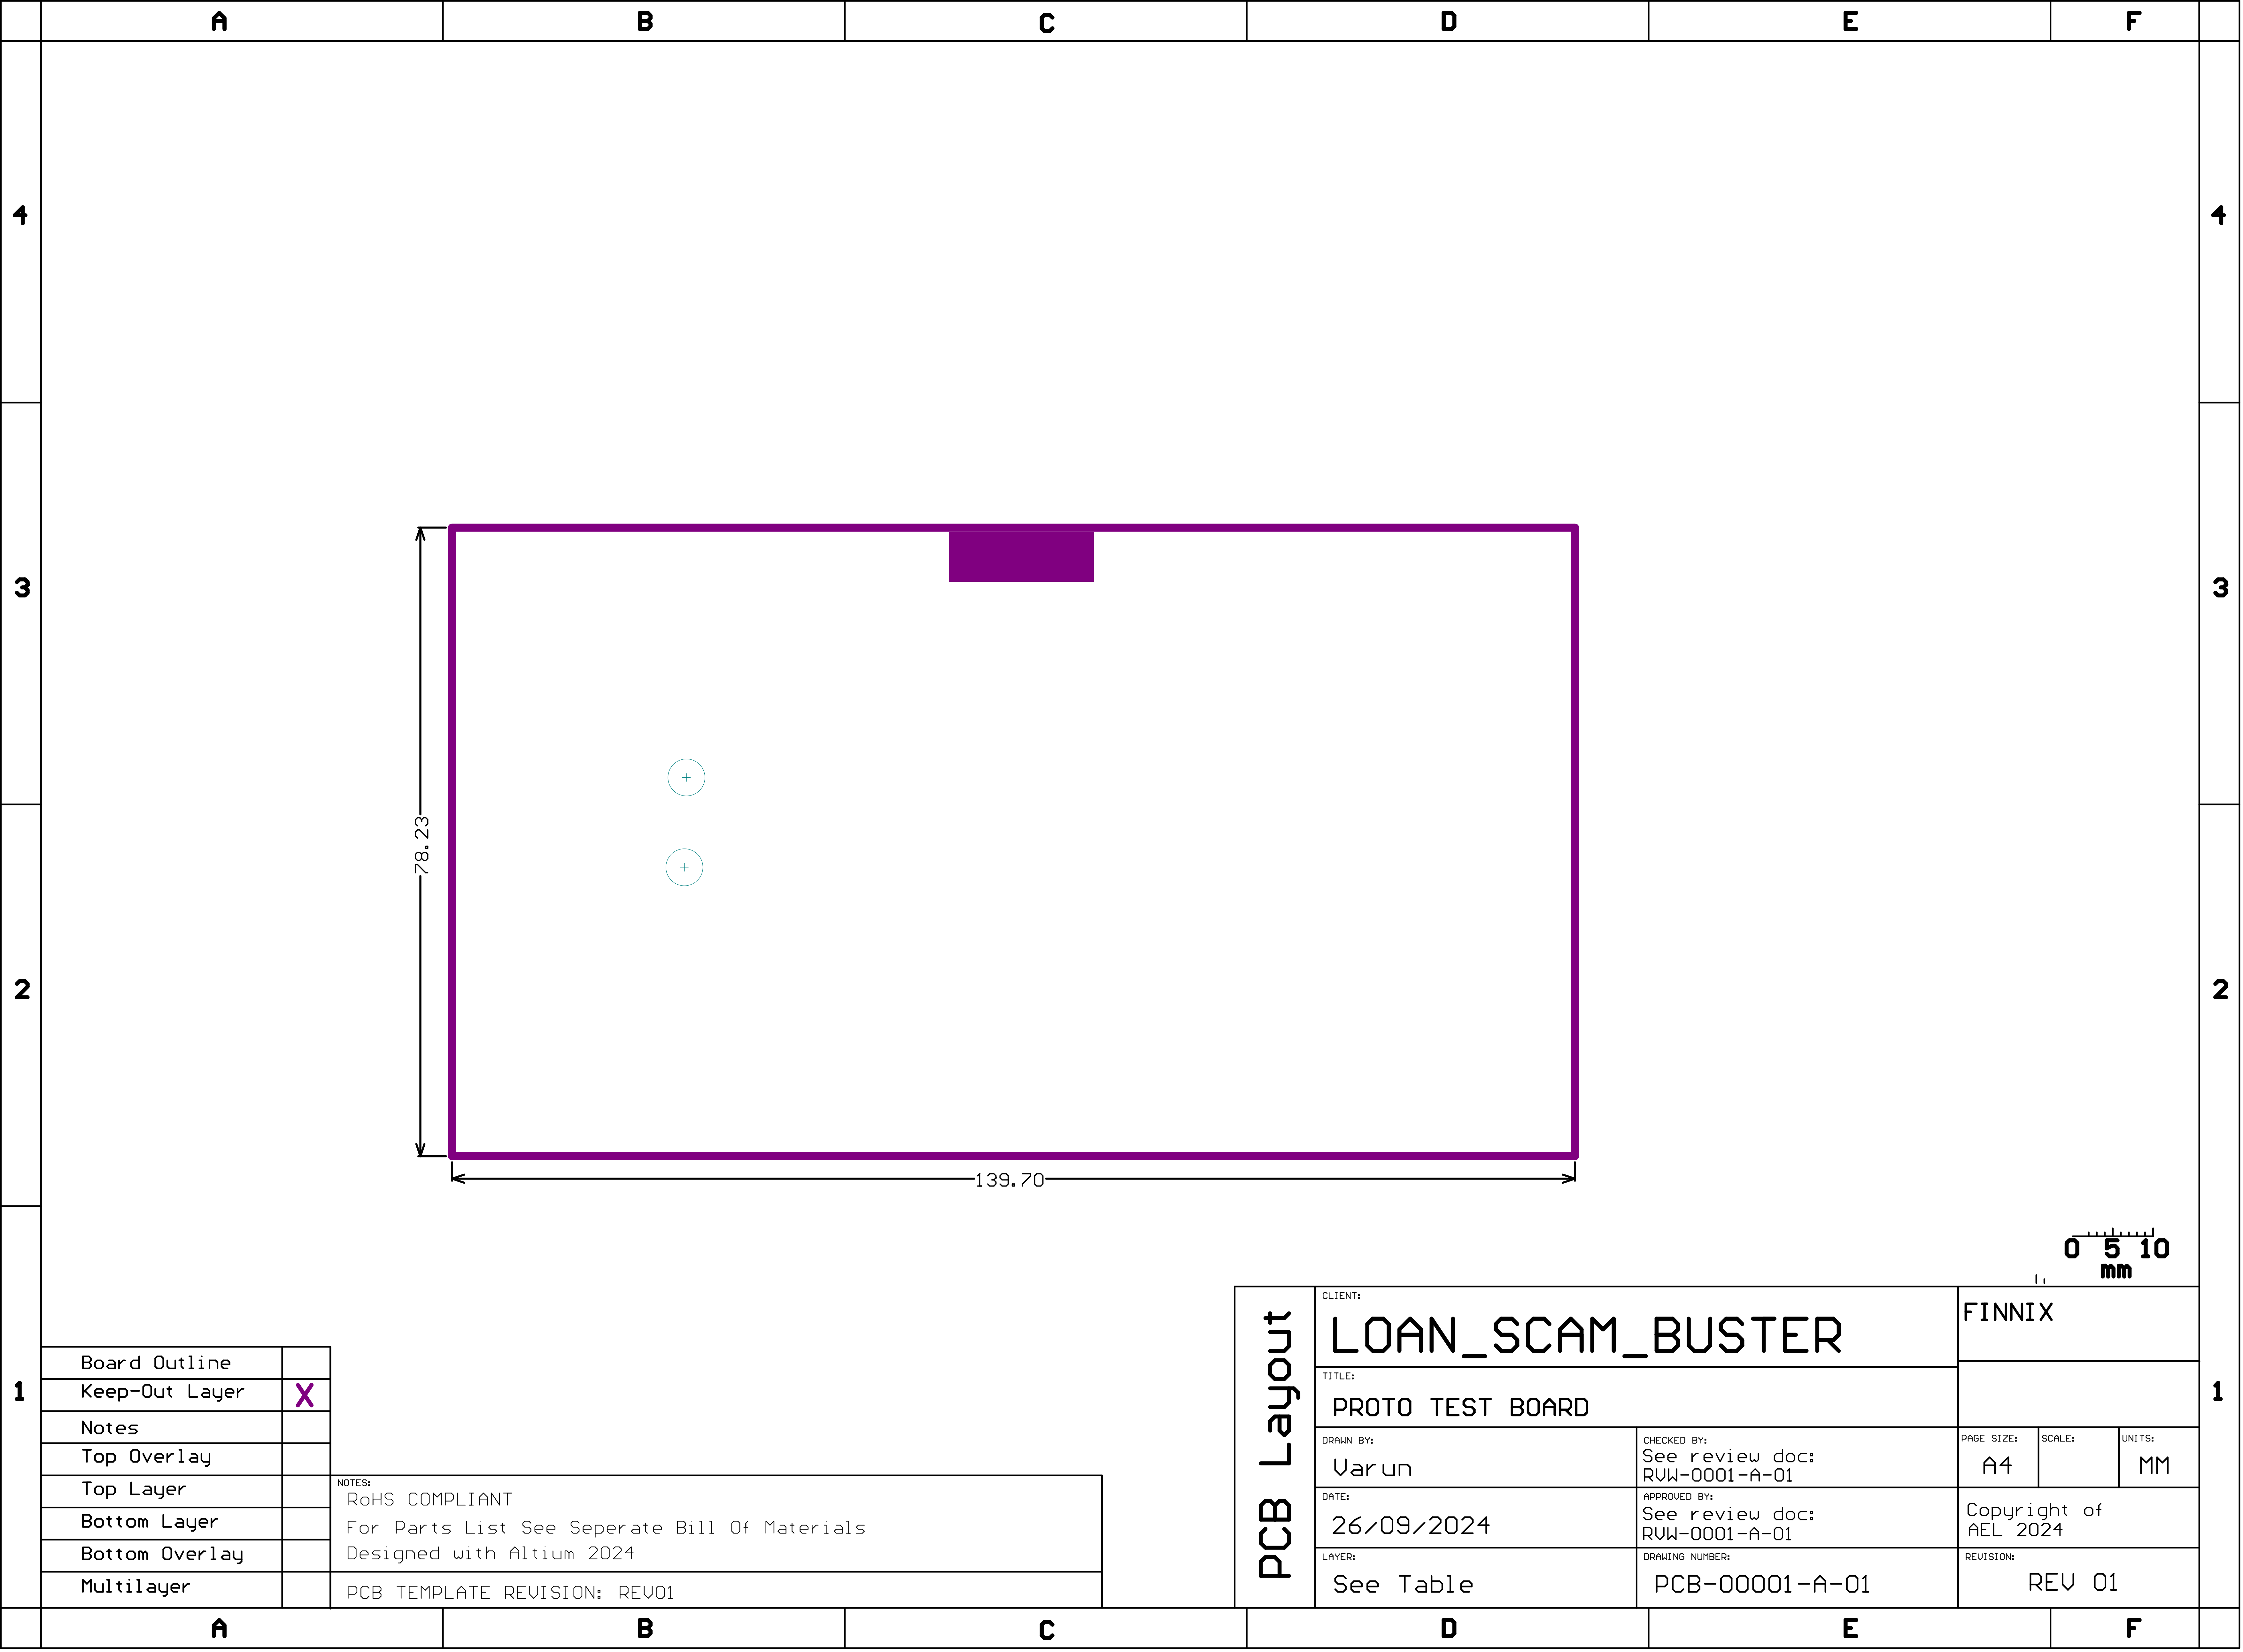 A B C D E F
4 4
3 3
78.23
2 2
139.70
0 5 10
mm
1 1
Board Outline
Keep-Out Layer X
Notes
Top Overlay
Top Layer
Bottom Layer
Bottom Overlay
Multilayer
NOTES:
RoHS COMPLIANT
For Parts List See Seperate Bill Of Materials
Designed with Altium 2024
PCB TEMPLATE REVISION: REV01
PCB Layout
CLIENT:
LOAN_SCAM_BUSTER
FINNIX
TITLE:
PROTO TEST BOARD
DRAWN BY:
Varun
CHECKED BY:
See review doc:
RVW-0001-A-01
PAGE SIZE:
A4
SCALE:
UNITS:
MM
DATE:
26/09/2024
APPROVED BY:
See review doc:
RVW-0001-A-01
Copyright of
AEL 2024
LAYER:
See Table
DRAWING NUMBER:
PCB-00001-A-01
REVISION:
REV 01
A B C D E F